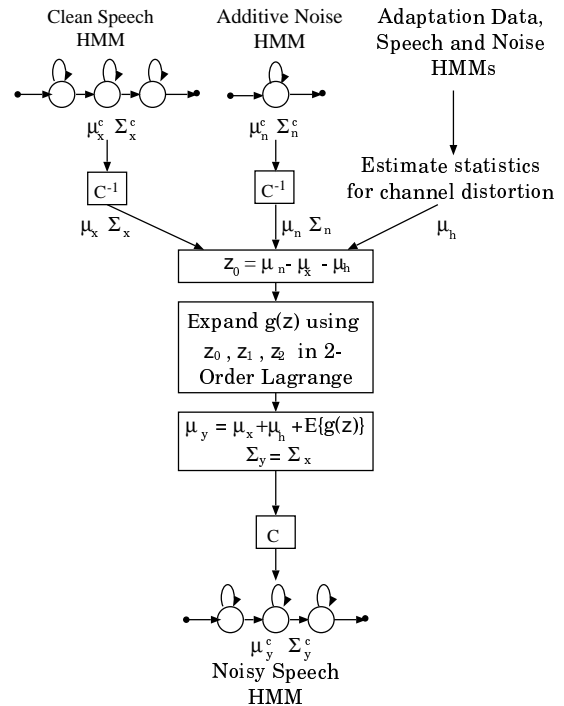 Clean Speech
HMM
Additive Noise
HMM
Adaptation Data,
Speech and Noise
HMMs
μ_x^c Σ_x^c
μ_n^c Σ_n^c
C⁻¹
C⁻¹
Estimate statistics
for channel distortion
μ_x Σ_x
μ_n Σ_n
μ_h
z_0 = μ_n - μ_x - μ_h
Expand g(z) using
z_0 , z_1 , z_2 in 2-
Order Lagrange
μ_y = μ_x + μ_h + E{g(z)}
Σ_y = Σ_x
C
μ_y^c Σ_y^c
Noisy Speech
HMM